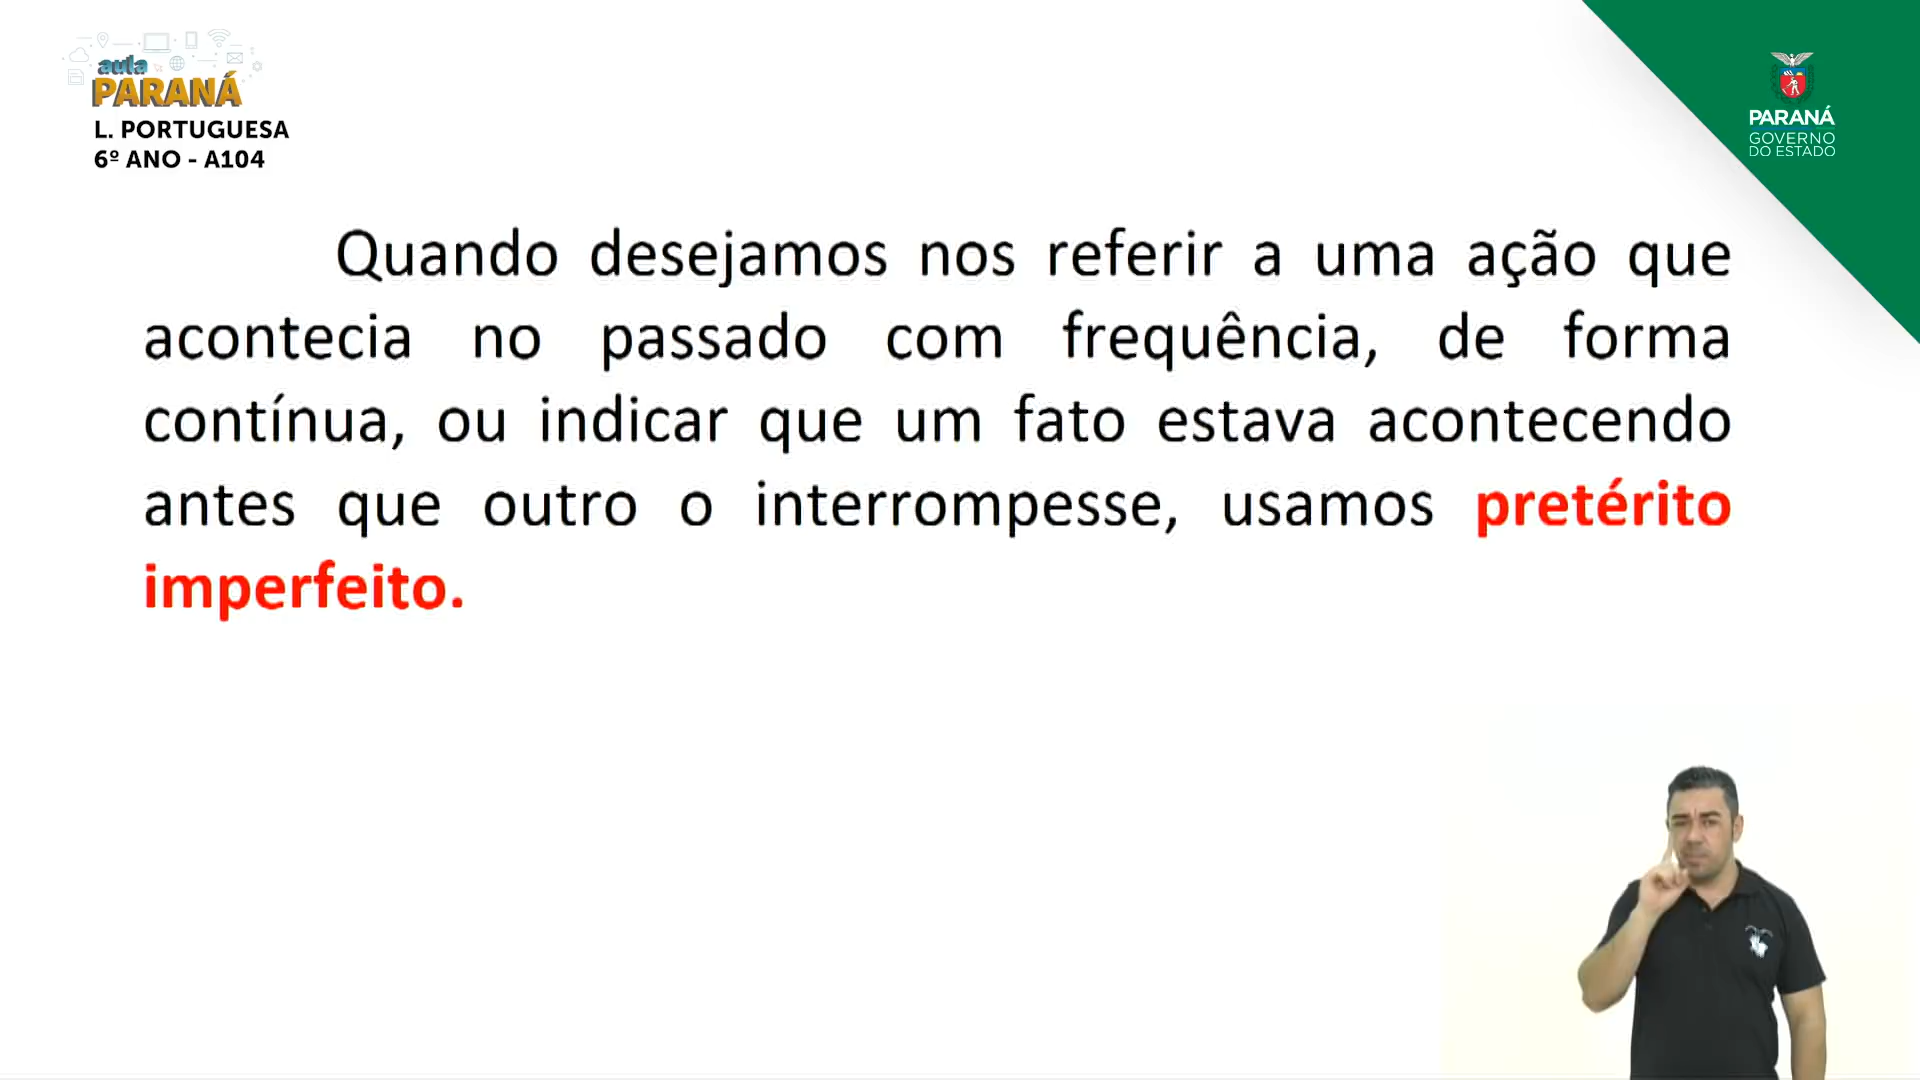 aula
PARANÁ
L. PORTUGUESA
6º ANO - A104
PARANÁ
GOVERNO
DO ESTADO
Quando desejamos nos referir a uma ação que
acontecia no passado com frequência, de forma
contínua, ou indicar que um fato estava acontecendo
antes que outro o interrompesse, usamos pretérito
imperfeito.